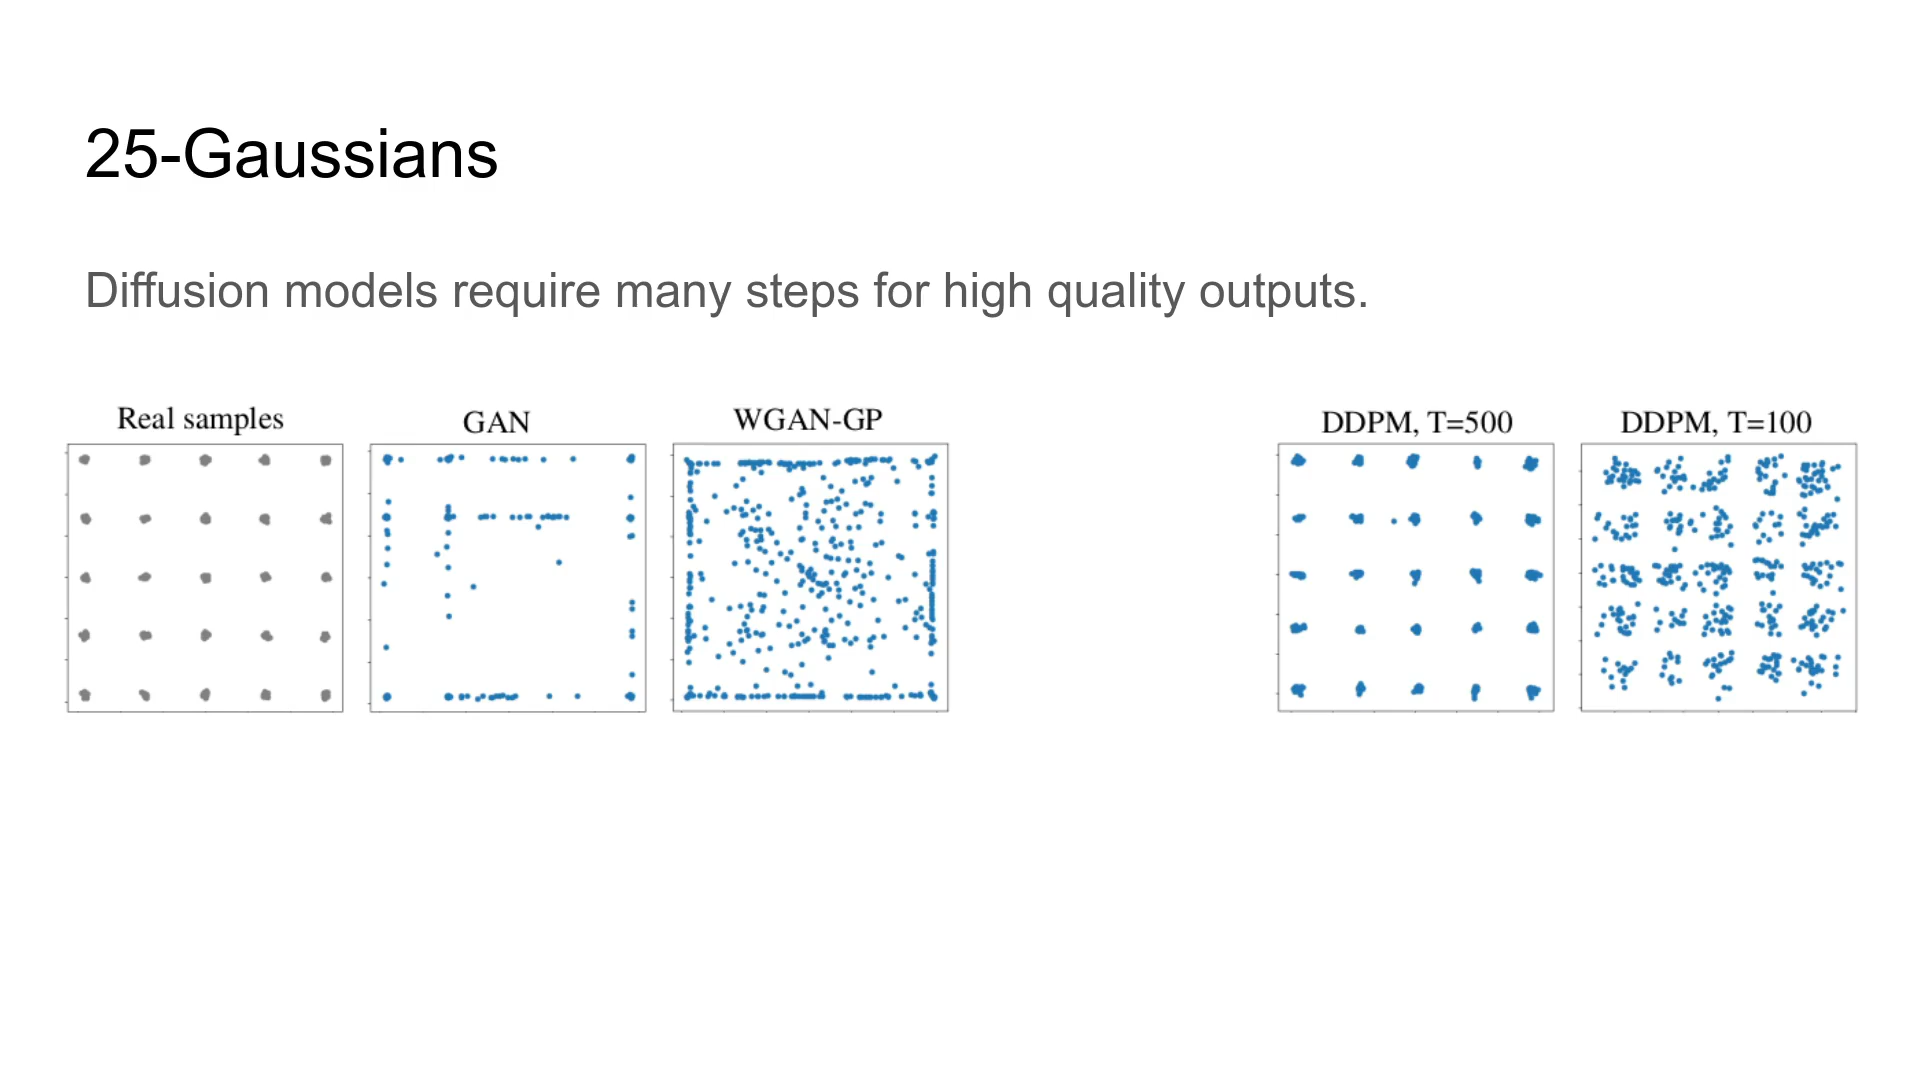 25-Gaussians
Diffusion models require many steps for high quality outputs.
Real samples
GAN
WGAN-GP
DDPM, T=500
DDPM, T=100